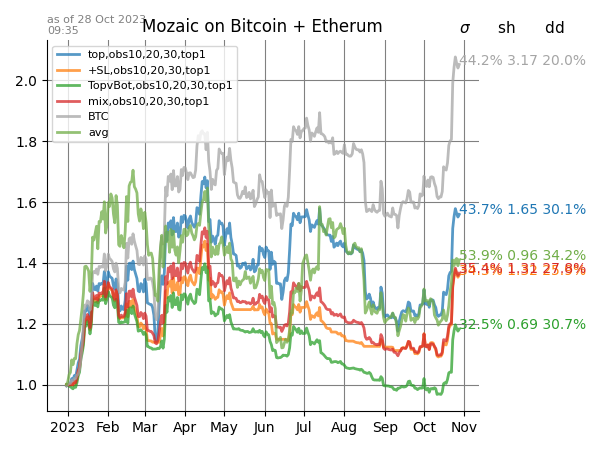 as of 28 Oct 2023
09:35
Mozaic on Bitcoin + Etherum
σ sh dd
top,obs10,20,30,top1
+SL,obs10,20,30,top1
TopvBot,obs10,20,30,top1
mix,obs10,20,30,top1
BTC
avg
44.2% 3.17 20.0%
43.7% 1.65 30.1%
53.9% 0.96 34.2%
35.4% 1.31 27.8%
32.5% 0.69 30.7%
2.0
1.8
1.6
1.4
1.2
1.0
2023 Feb Mar Apr May Jun Jul Aug Sep Oct Nov